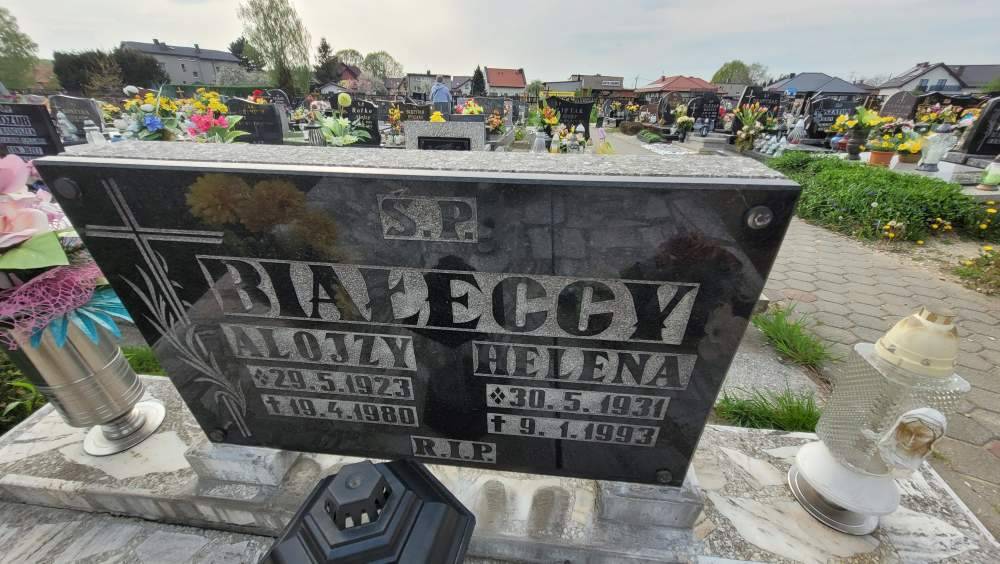 Ś.P.
BIAŁECCY
ALOJZY HELENA
29.5.1923 30.5.1931
†19.4.1980 †9.1.1993
R.I.P.